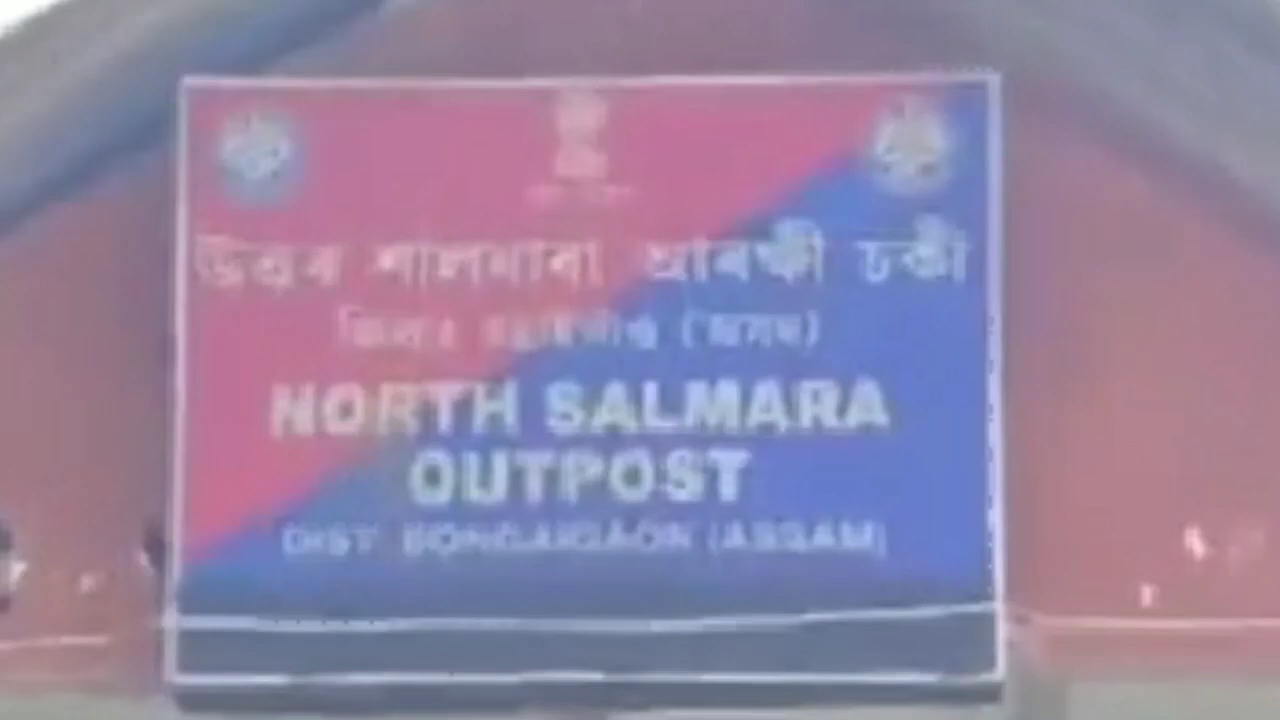 উত্তৰ শালমাৰা আৰক্ষী চকী
জিলাঃ বঙাইগাঁও (অসম)
NORTH SALMARA
OUTPOST
DIST. BONGAIGAON (ASSAM)